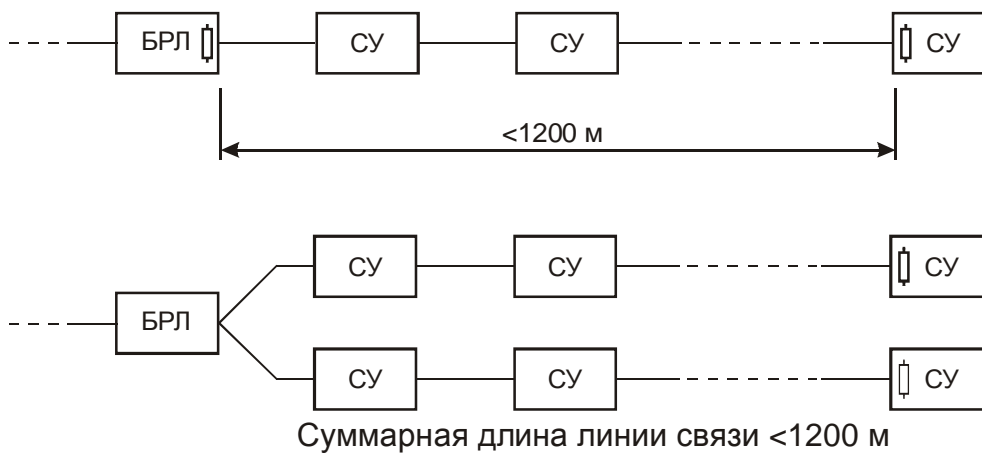 БРЛ СУ СУ СУ
<1200 м
СУ СУ СУ
БРЛ
СУ СУ СУ
Суммарная длина линии связи <1200 м